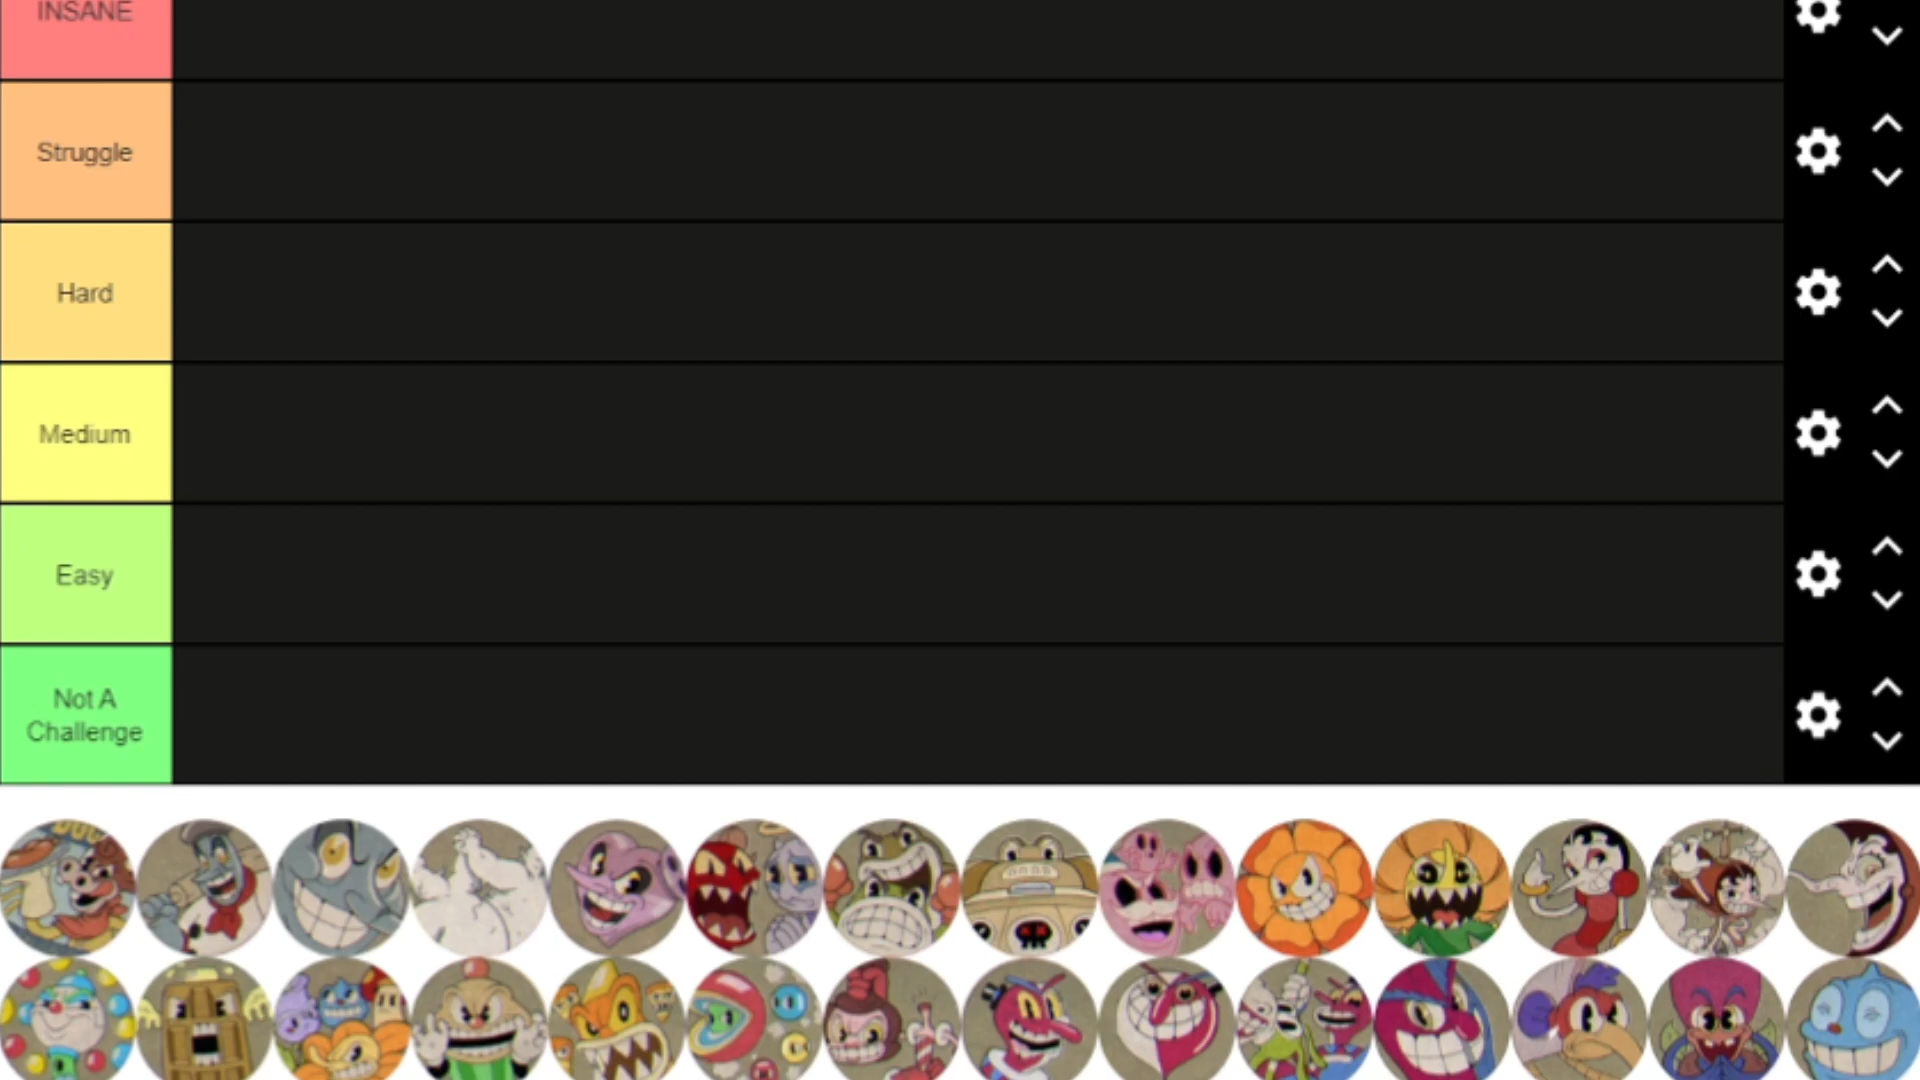 INSANE
Struggle
Hard
Medium
Easy
Not A
Challenge